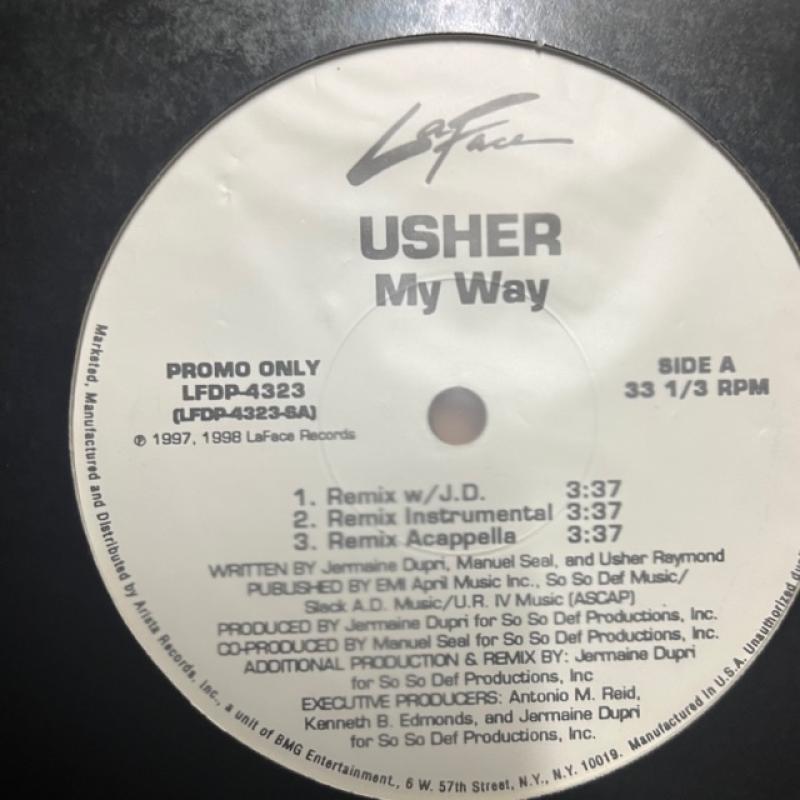 LaFace
USHER
My Way
PROMO ONLY
LFDP-4323
(LFDP-4323-SA)
℗ 1997, 1998 LaFace Records
SIDE A
33 1/3 RPM
1. Remix w/J.D. 3:37
2. Remix Instrumental 3:37
3. Remix Acappella 3:37
WRITTEN BY Jermaine Dupri, Manuel Seal, and Usher Raymond
PUBLISHED BY EMI April Music Inc., So So Def Music/
Slack A.D. Music/U.R. IV Music (ASCAP)
PRODUCED BY Jermaine Dupri for So So Def Productions, Inc.
CO-PRODUCED BY Manuel Seal for So So Def Productions, Inc.
ADDITIONAL PRODUCTION & REMIX BY: Jermaine Dupri
for So So Def Productions, Inc
EXECUTIVE PRODUCERS: Antonio M. Reid,
Kenneth B. Edmonds, and Jermaine Dupri
for So So Def Productions, Inc.
Marketed, Manufactured and Distributed by Arista Records, Inc., a unit of BMG Entertainment, 6 W. 57th Street, N.Y., N.Y. 10019. Manufactured in U.S.A. Unauthorized